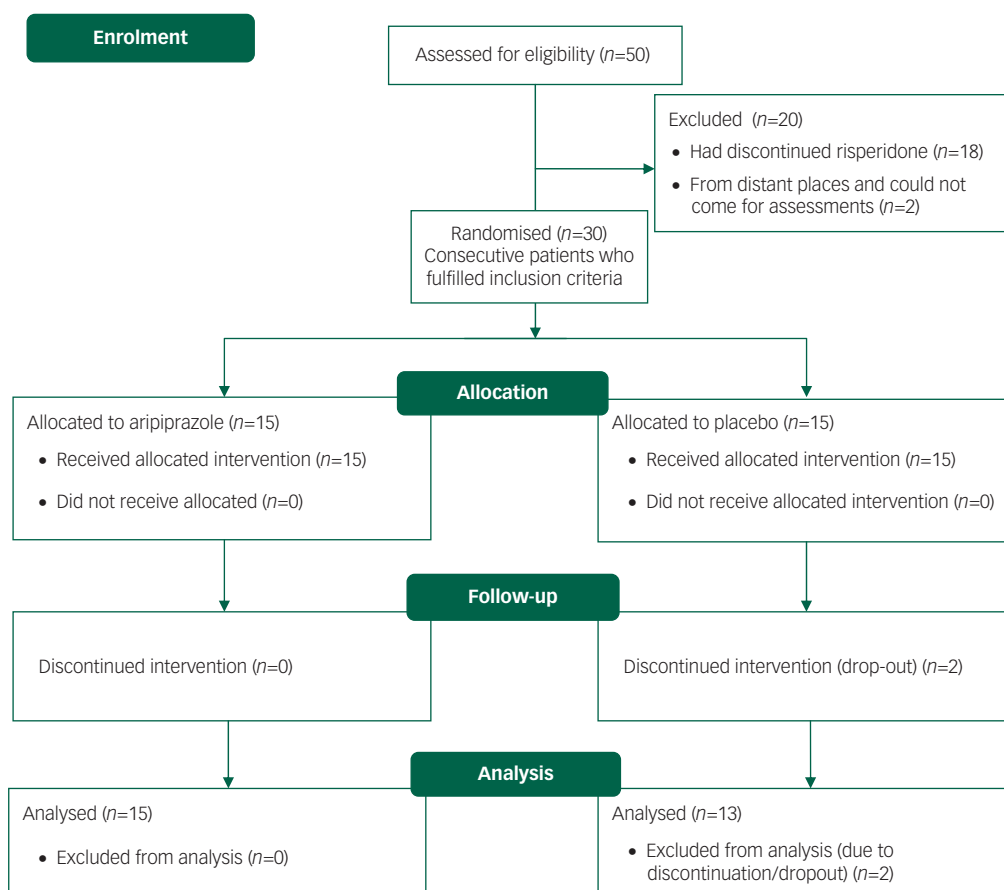 Enrolment
Assessed for eligibility (n=50)
Excluded (n=20)
• Had discontinued risperidone (n=18)
• From distant places and could not
come for assessments (n=2)
Randomised (n=30)
Consecutive patients who
fulfilled inclusion criteria
Allocation
Allocated to aripiprazole (n=15)
• Received allocated intervention (n=15)
• Did not receive allocated (n=0)
Allocated to placebo (n=15)
• Received allocated intervention (n=15)
• Did not receive allocated intervention (n=0)
Follow-up
Discontinued intervention (n=0)
Discontinued intervention (drop-out) (n=2)
Analysis
Analysed (n=15)
• Excluded from analysis (n=0)
Analysed (n=13)
• Excluded from analysis (due to
discontinuation/dropout) (n=2)